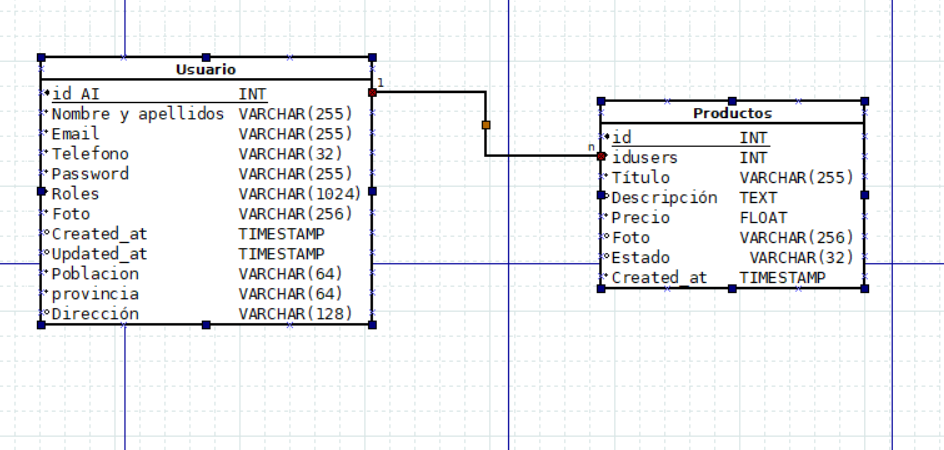 Usuario
id AI INT
Nombre y apellidos VARCHAR(255)
Email VARCHAR(255)
Telefono VARCHAR(32)
Password VARCHAR(255)
Roles VARCHAR(1024)
Foto VARCHAR(256)
Created_at TIMESTAMP
Updated_at TIMESTAMP
Poblacion VARCHAR(64)
provincia VARCHAR(64)
Dirección VARCHAR(128)
1
n
Productos
id INT
idusers INT
Título VARCHAR(255)
Descripción TEXT
Precio FLOAT
Foto VARCHAR(256)
Estado VARCHAR(32)
Created_at TIMESTAMP